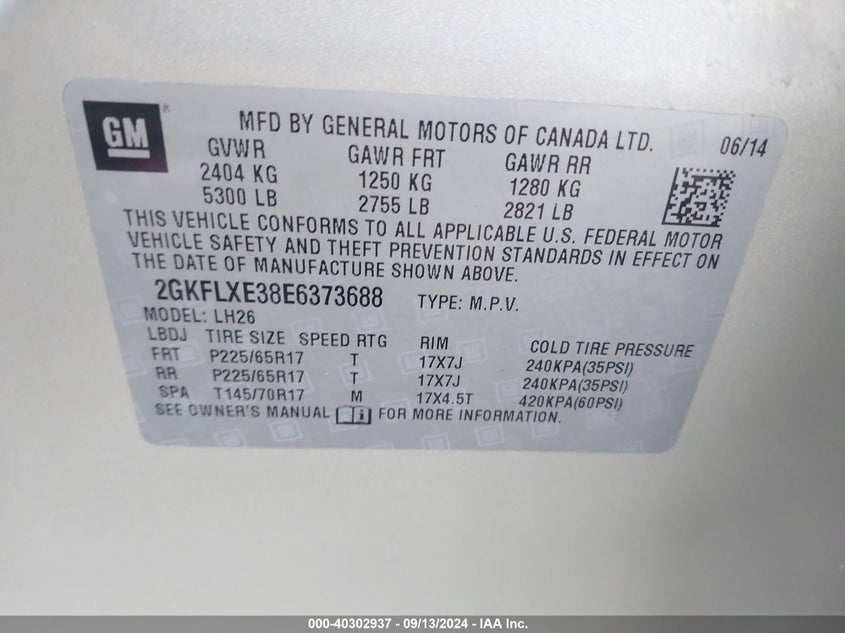 GM
MFD BY GENERAL MOTORS OF CANADA LTD. 06/14
GVWR GAWR FRT GAWR RR
2404 KG 1250 KG 1280 KG
5300 LB 2755 LB 2821 LB
THIS VEHICLE CONFORMS TO ALL APPLICABLE U.S. FEDERAL MOTOR
VEHICLE SAFETY AND THEFT PREVENTION STANDARDS IN EFFECT ON
THE DATE OF MANUFACTURE SHOWN ABOVE.
2GKFLXE38E6373688 TYPE: M.P.V.
MODEL: LH26
LBDJ TIRE SIZE SPEED RTG RIM COLD TIRE PRESSURE
FRT P225/65R17 T 17X7J 240KPA(35PSI)
RR P225/65R17 T 17X7J 240KPA(35PSI)
SPA T145/70R17 M 17X4.5T 420KPA(60PSI)
SEE OWNER'S MANUAL FOR MORE INFORMATION.
000-40302937 - 09/13/2024 - IAA Inc.